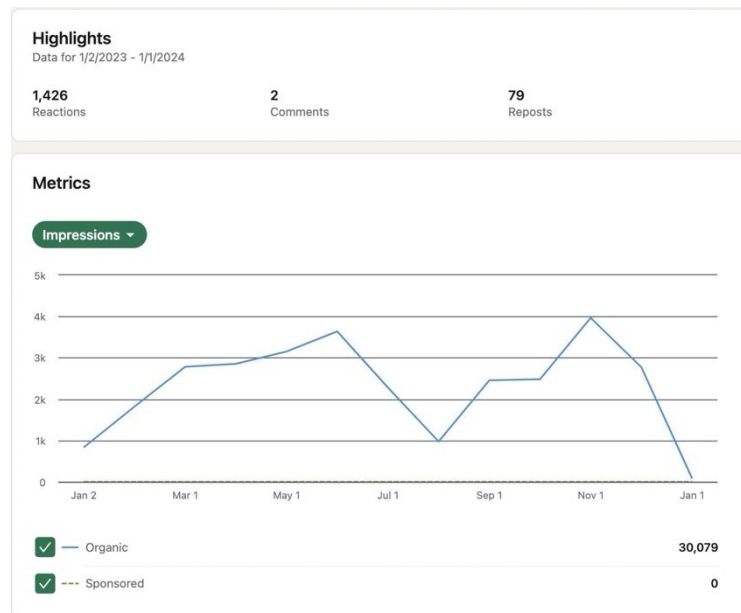 Highlights
Data for 1/2/2023 - 1/1/2024
1,426 2 79
Reactions Comments Reposts
Metrics
Impressions
5k
4k
3k
2k
1k
0
Jan 2 Mar 1 May 1 Jul 1 Sep 1 Nov 1 Jan 1
Organic 30,079
Sponsored 0